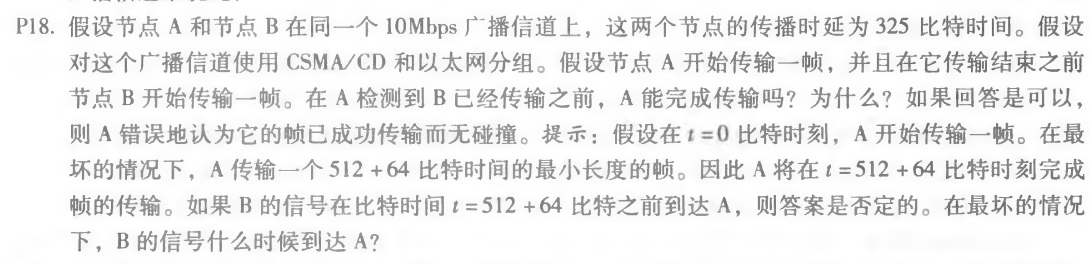 P18. 假设节点 A 和节点 B 在同一个 10Mbps 广播信道上，这两个节点的传播时延为 325 比特时间。假设
对这个广播信道使用 CSMA/CD 和以太网分组。假设节点 A 开始传输一帧，并且在它传输结束之前
节点 B 开始传输一帧。在 A 检测到 B 已经传输之前，A 能完成传输吗？为什么？如果回答是可以，
则 A 错误地认为它的帧已成功传输而无碰撞。提示：假设在 t=0 比特时刻，A 开始传输一帧。在最
坏的情况下，A 传输一个 512+64 比特时间的最小长度的帧。因此 A 将在 t=512+64 比特时刻完成
帧的传输。如果 B 的信号在比特时间 t=512+64 比特之前到达 A，则答案是否定的。在最坏的情况
下，B 的信号什么时候到达 A?